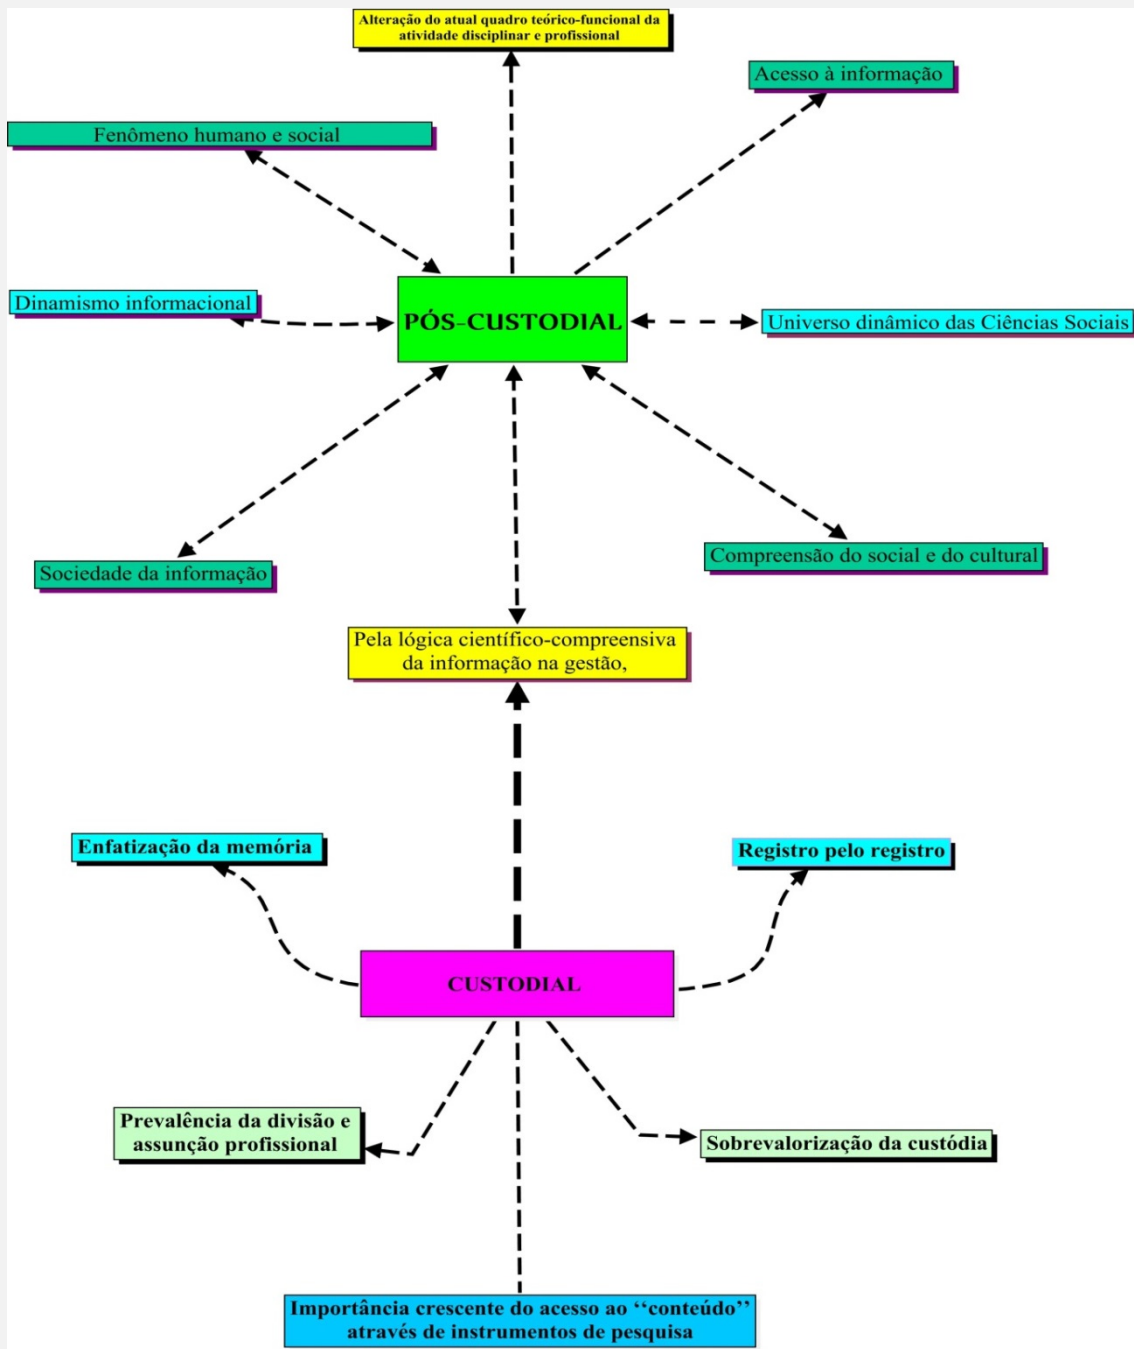 Alteração do atual quadro teórico-funcional da
atividade disciplinar e profissional
Acesso à informação
Fenômeno humano e social
Dinamismo informacional
PÓS-CUSTODIAL
Universo dinâmico das Ciências Sociais
Sociedade da informação
Compreensão do social e do cultural
Pela lógica científico-compreensiva
da informação na gestão,
Enfatização da memória
Registro pelo registro
CUSTODIAL
Prevalência da divisão e
assunção profissional
Sobrevalorização da custódia
Importância crescente do acesso ao ‘‘conteúdo’’
através de instrumentos de pesquisa